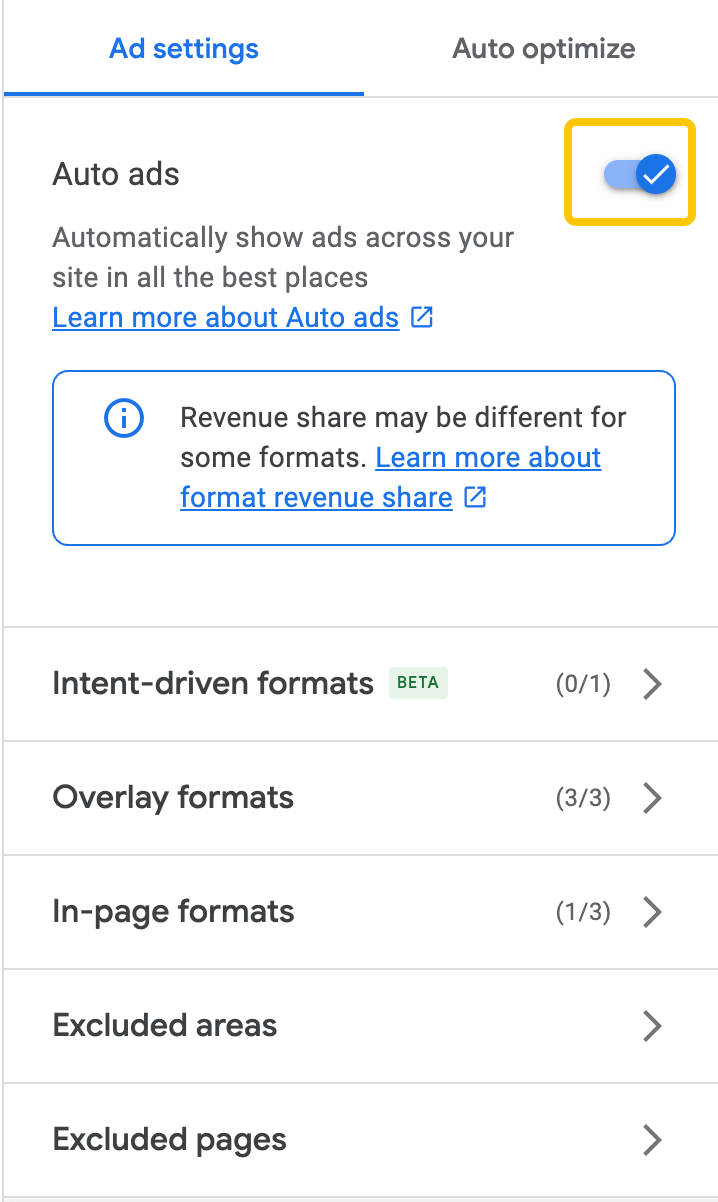 Ad settings
Auto optimize
Auto ads
Automatically show ads across your
site in all the best places
Learn more about Auto ads
Revenue share may be different for
some formats. Learn more about
format revenue share
Intent-driven formats BETA (0/1)
Overlay formats (3/3)
In-page formats (1/3)
Excluded areas
Excluded pages